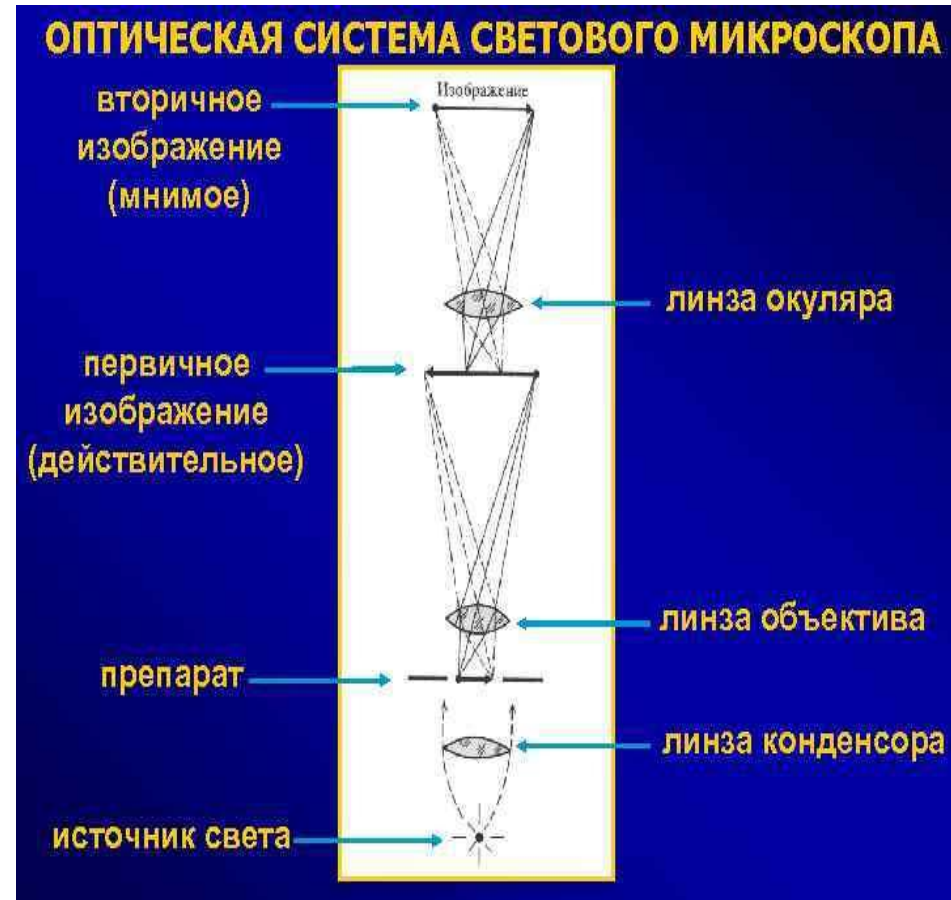 ОПТИЧЕСКАЯ СИСТЕМА СВЕТОВОГО МИКРОСКОПА
Изображение
вторичное
изображение
(мнимое)
линза окуляра
первичное
изображение
(действительное)
линза объектива
препарат
линза конденсора
источник света